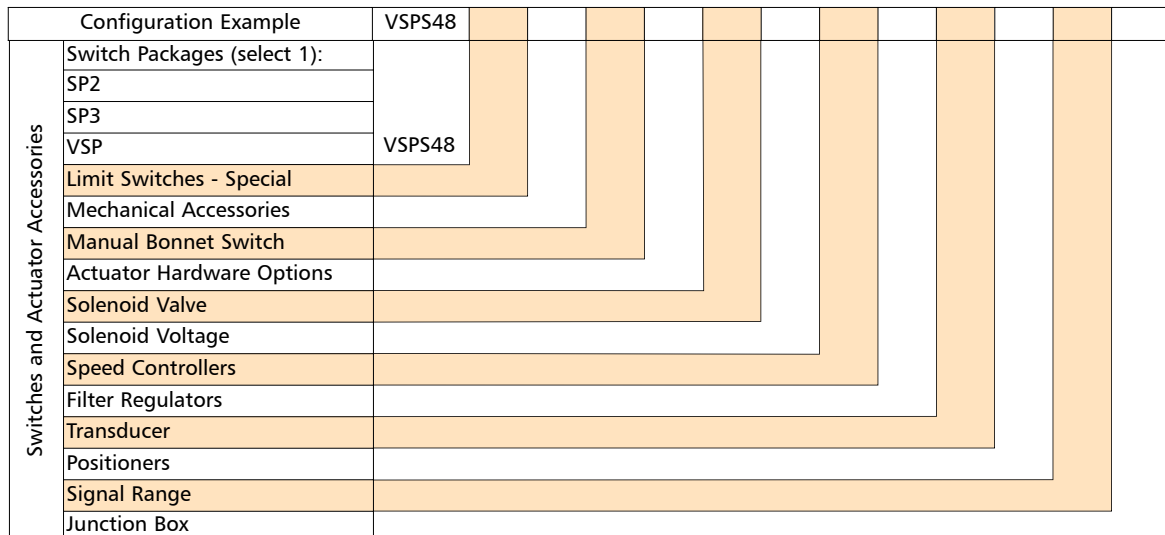 Configuration Example VSPS48
Switches and Actuator Accessories
Switch Packages (select 1):
SP2
SP3
VSP VSPS48
Limit Switches - Special
Mechanical Accessories
Manual Bonnet Switch
Actuator Hardware Options
Solenoid Valve
Solenoid Voltage
Speed Controllers
Filter Regulators
Transducer
Positioners
Signal Range
Junction Box